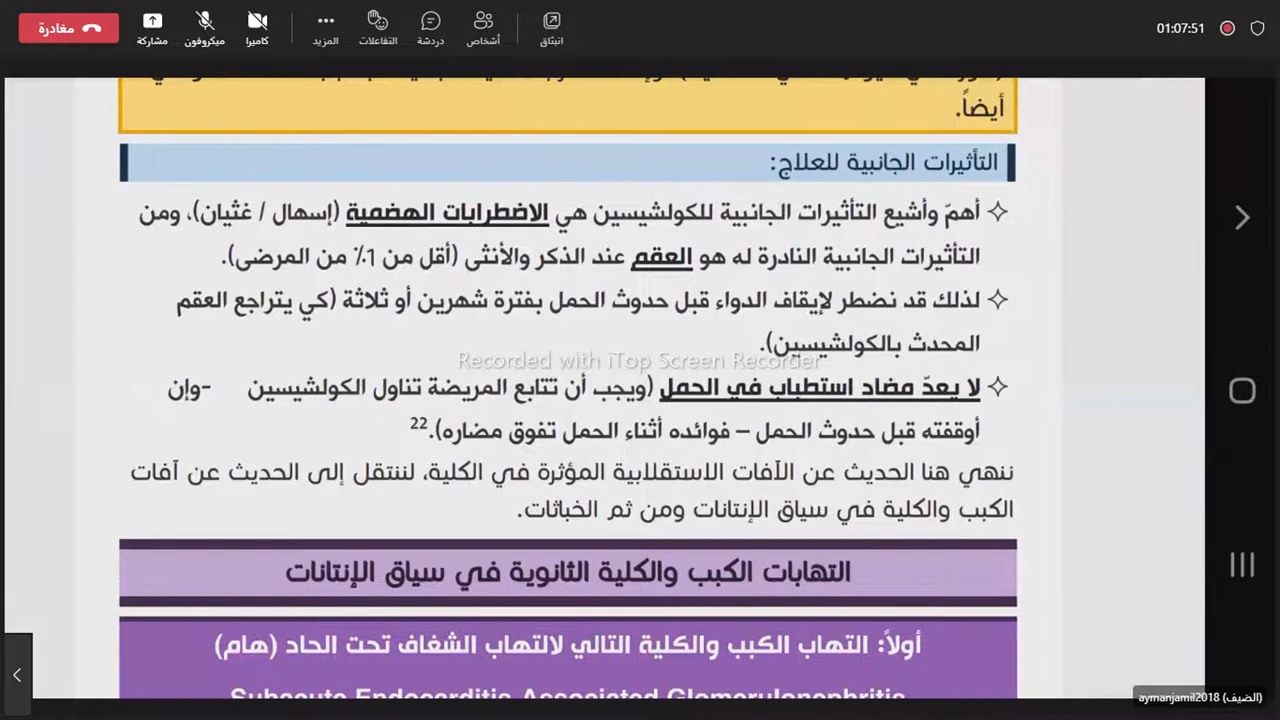 مغادرة
مشاركة
ميكروفون
كاميرا
المزيد
التفاعلات
دردشة
أشخاص
انبثاق
01:07:51
أيضاً.
التأثيرات الجانبية للعلاج:
أهمّ وأشيع التأثيرات الجانبية للكولشيسين هي الاضطرابات الهضمية (إسهال / غثيان)، ومن
التأثيرات الجانبية النادرة له هو العقم عند الذكر والأنثى (أقل من 1٪ من المرضى).
لذلك قد نضطر لإيقاف الدواء قبل حدوث الحمل بفترة شهرين أو ثلاثة (كي يتراجع العقم
المحدث بالكولشيسين).
Recorded with iTop Screen Recorder
لا يعدّ مضاد استطباب في الحمل (ويجب أن تتابع المريضة تناول الكولشيسين -وإن
أوقفته قبل حدوث الحمل – فوائده أثناء الحمل تفوق مضاره).22
ننهي هنا الحديث عن الآفات الاستقلابية المؤثرة في الكلية، لننتقل إلى الحديث عن آفات
الكبب والكلية في سياق الإنتانات ومن ثم الخباثات.
التهابات الكبب والكلية الثانوية في سياق الإنتانات
أولاً: التهاب الكبب والكلية التالي لالتهاب الشغاف تحت الحاد (هام)
Subacute Endocarditis Associated Glomerulonephritis
aymanjamil2018 (الضيف)